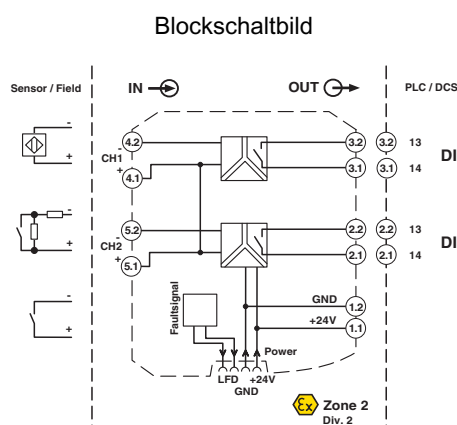 Blockschaltbild
Sensor / Field
IN
OUT
PLC / DCS
-
+
4.2
-
CH1
+
4.1
3.2
3.2
13
3.1
3.1
14
DI
-
+
5.2
-
CH2
+
5.1
2.2
2.2
13
2.1
2.1
14
DI
-
+
Faultsignal
GND
1.2
+24V
1.1
Power
LFD
+24V
GND
Ex
Zone 2
Div. 2